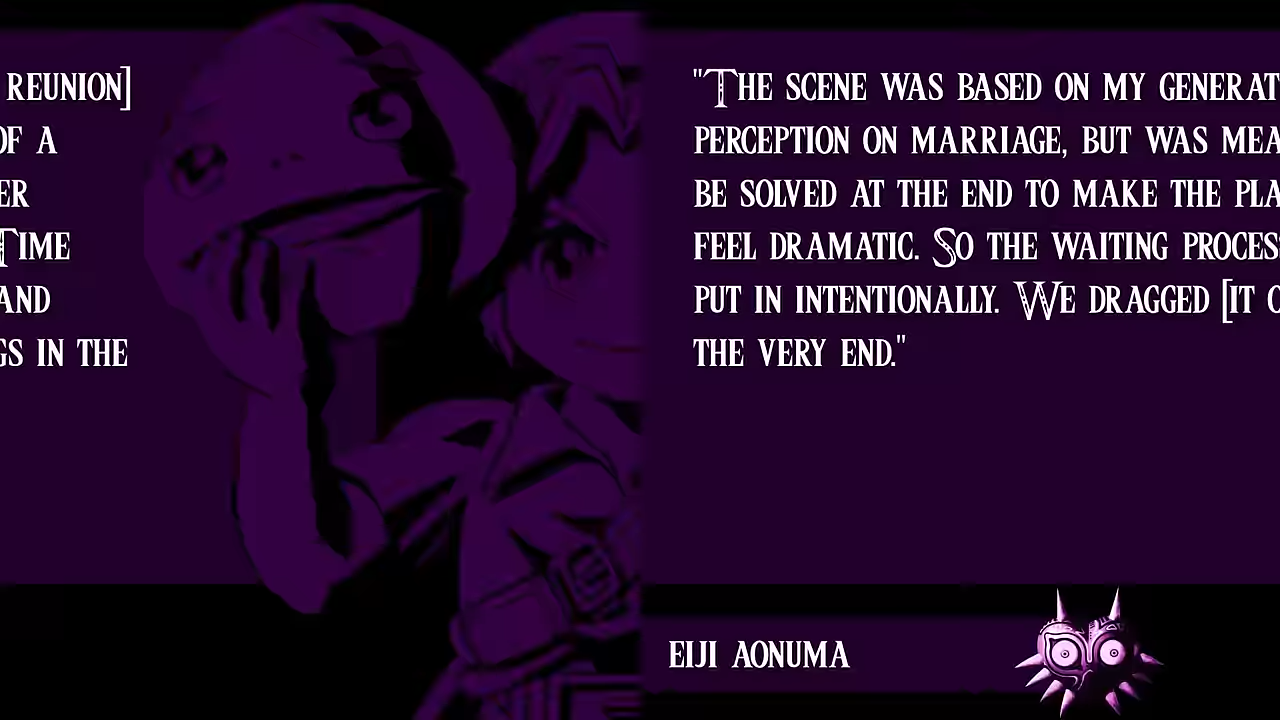 REUNION]
OF A
ER
TIME
AND
GS IN THE
"THE SCENE WAS BASED ON MY GENERAT
PERCEPTION ON MARRIAGE, BUT WAS MEA
BE SOLVED AT THE END TO MAKE THE PLA
FEEL DRAMATIC. SO THE WAITING PROCES
PUT IN INTENTIONALLY. WE DRAGGED [IT O
THE VERY END."
EIJI AONUMA